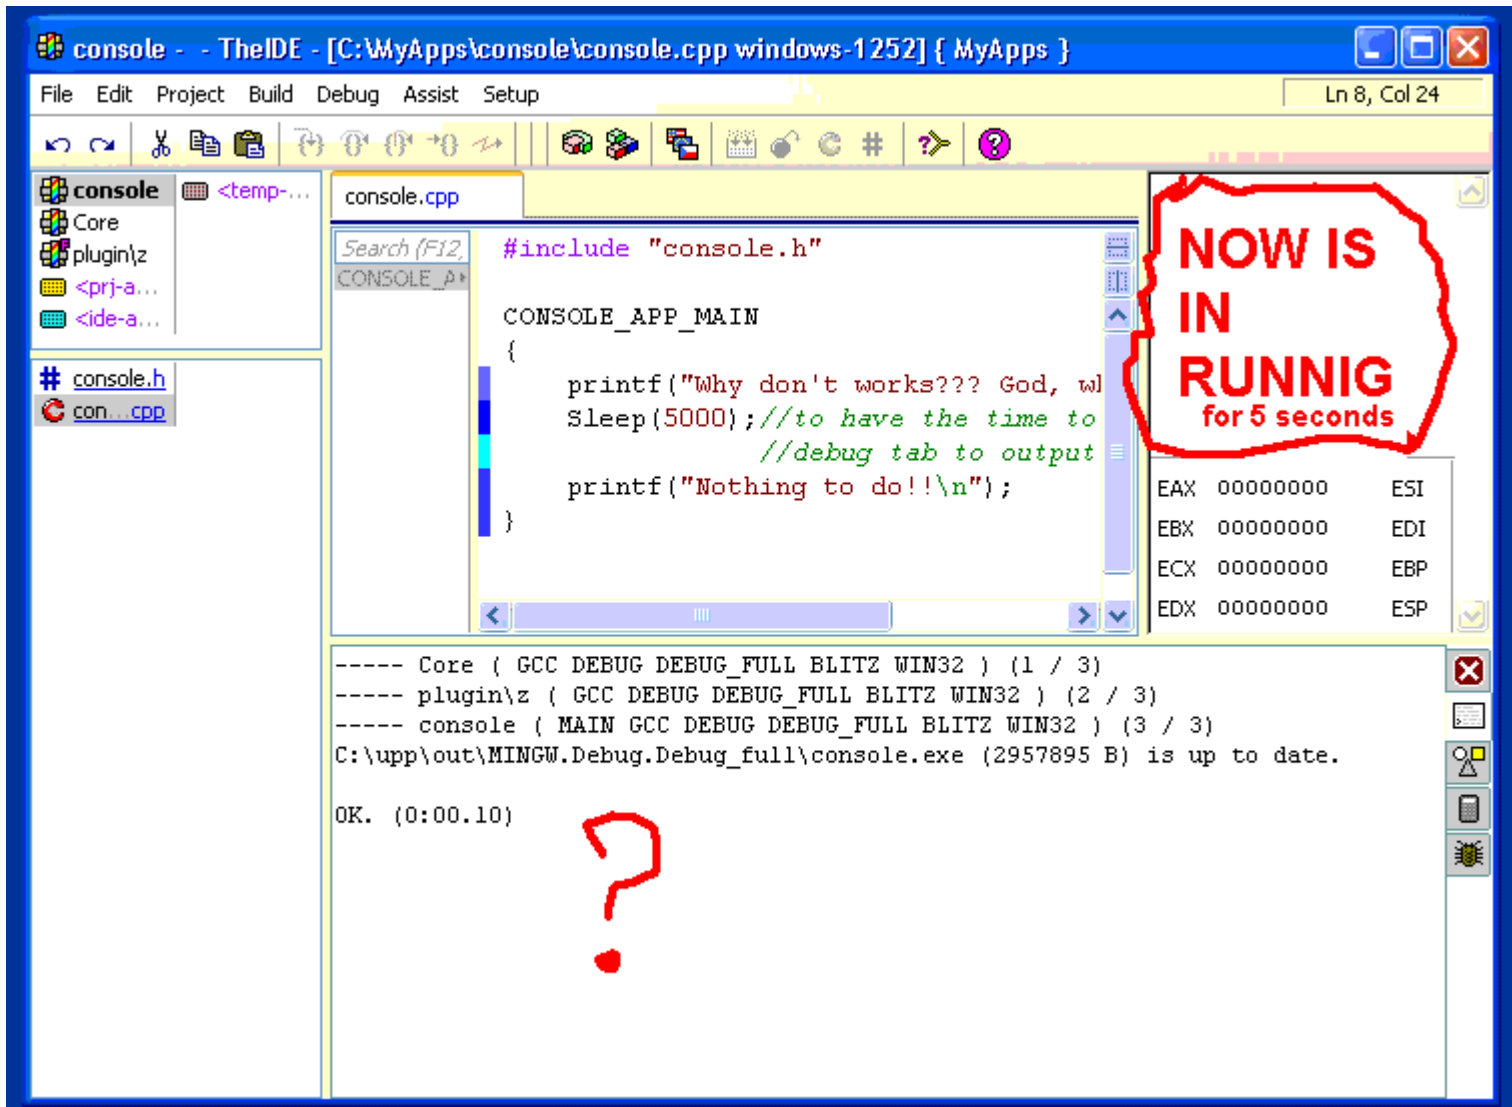 console - - TheIDE - [C:\MyApps\console\console.cpp windows-1252] { MyApps }
File Edit Project Build Debug Assist Setup
Ln 8, Col 24
console
<temp-...
Core
plugin\z
<prj-a...
<ide-a...
# console.h
con...cpp
console.cpp
Search (F12,
CONSOLE_A
#include "console.h"
CONSOLE_APP_MAIN
{
printf("Why don't works??? God, wh
Sleep(5000);//to have the time to
//debug tab to output
printf("Nothing to do!!\n");
}
NOW IS
IN
RUNNIG
for 5 seconds
EAX 00000000 ESI
EBX 00000000 EDI
ECX 00000000 EBP
EDX 00000000 ESP
----- Core ( GCC DEBUG DEBUG_FULL BLITZ WIN32 ) (1 / 3)
----- plugin\z ( GCC DEBUG DEBUG_FULL BLITZ WIN32 ) (2 / 3)
----- console ( MAIN GCC DEBUG DEBUG_FULL BLITZ WIN32 ) (3 / 3)
C:\upp\out\MINGW.Debug.Debug_full\console.exe (2957895 B) is up to date.
OK. (0:00.10)
?